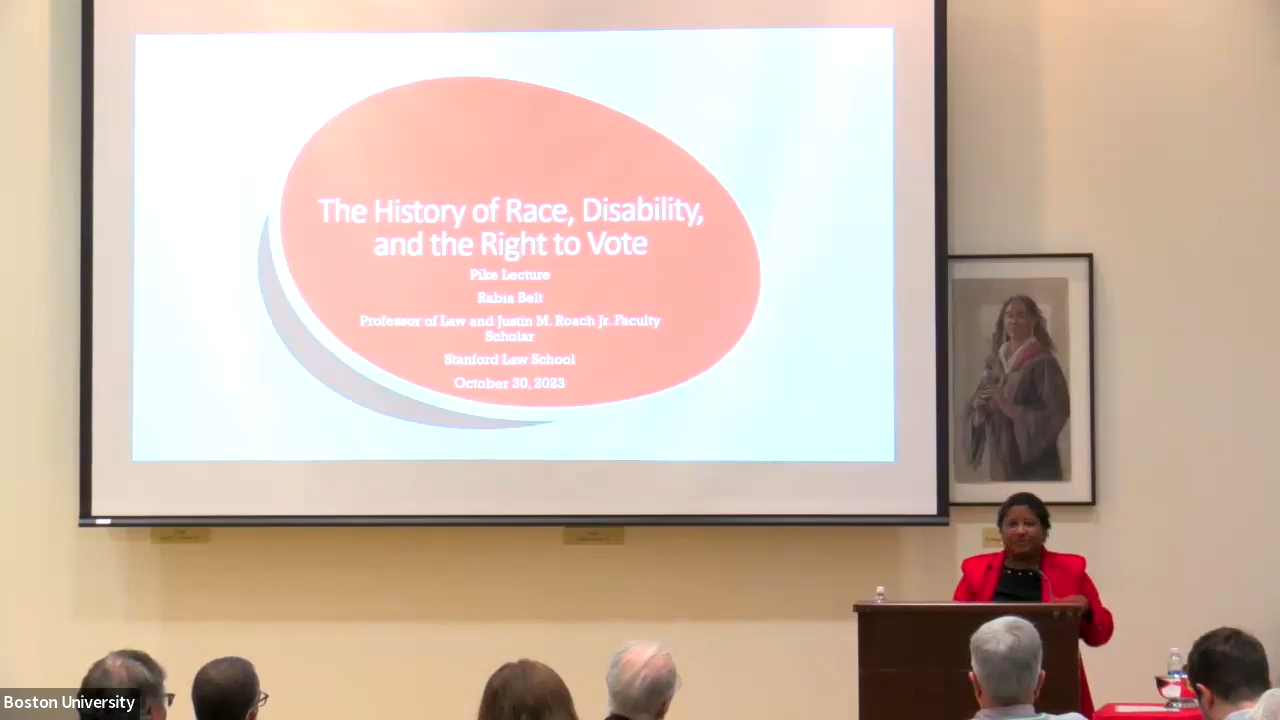 The History of Race, Disability,
and the Right to Vote
Pike Lecture
Rabia Belt
Professor of Law and Justin M. Roach Jr. Faculty
Scholar
Stanford Law School
October 30, 2023
Boston University